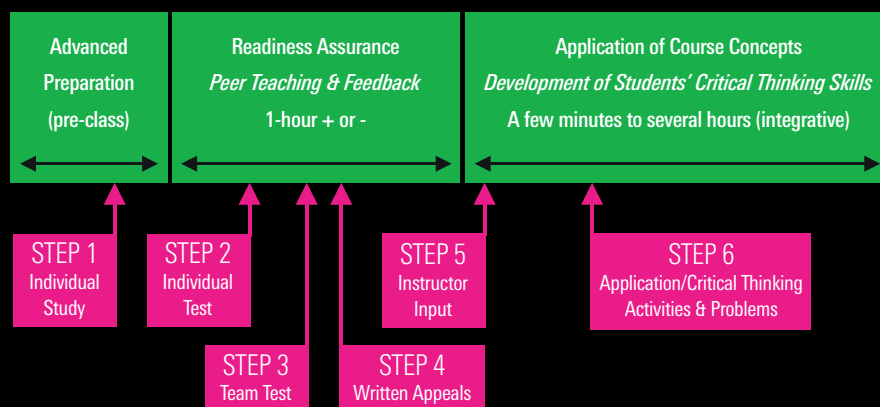 Advanced
Preparation
(pre-class)
Readiness Assurance
Peer Teaching & Feedback
1-hour + or -
Application of Course Concepts
Development of Students' Critical Thinking Skills
A few minutes to several hours (integrative)
STEP 1
Individual
Study
STEP 2
Individual
Test
STEP 3
Team Test
STEP 4
Written Appeals
STEP 5
Instructor
Input
STEP 6
Application/Critical Thinking
Activities & Problems